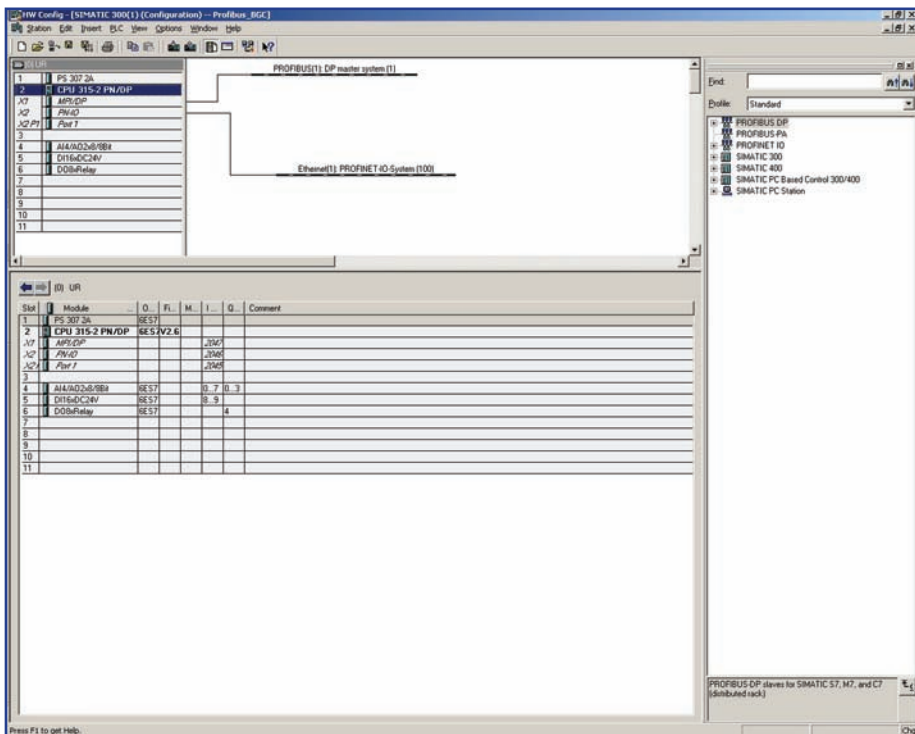 HW Config - [SIMATIC 300(1) (Configuration) -- Profibus_BGC]
Station Edit Insert PLC View Options Window Help
(0) UR
1 PS 307 2A
2 CPU 315-2 PN/DP
X1 MPI/DP
X2 PN-IO
X2 P1 Port 1
3
4 AI4/AO2x8/8Bit
5 DI16xDC24V
6 DO8xRelay
7
8
9
10
11
PROFIBUS(1): DP master system (1)
Ethernet(1): PROFINET-IO-System (100)
Find:
Profile: Standard
PROFIBUS DP
PROFIBUS-PA
PROFINET IO
SIMATIC 300
SIMATIC 400
SIMATIC PC Based Control 300/400
SIMATIC PC Station
(0) UR
Slot Module ... O... Fi... M... I... Q... Comment
1 PS 307 2A 6ES7
2 CPU 315-2 PN/DP 6ES7 V2.6
X1 MPI/DP 2047
X2 PN-IO 2046
X2 Port 1 2045
3
4 AI4/AO2x8/8Bit 6ES7 0...7 0...3
5 DI16xDC24V 6ES7 8...9
6 DO8xRelay 6ES7 4
7
8
9
10
11
PROFIBUS-DP slaves for SIMATIC S7, M7, and C7
(distributed rack)
Press F1 to get Help.
Chg